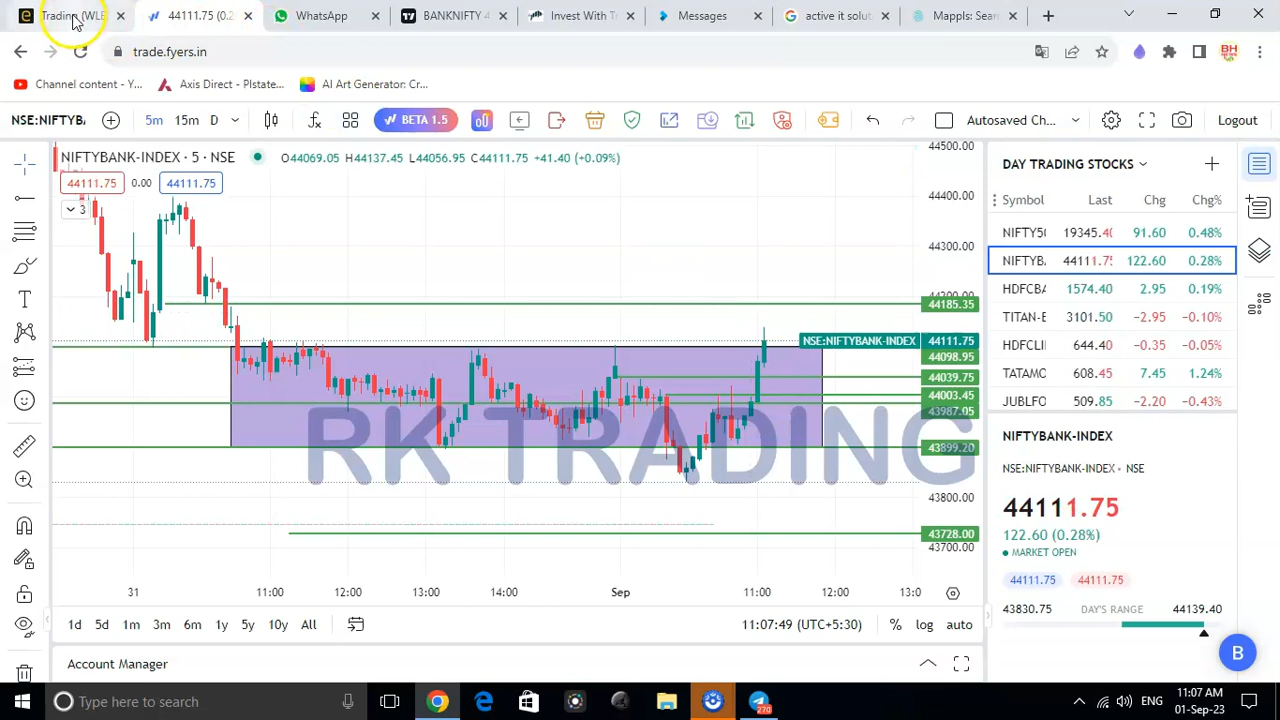 Trading (WLE
44111.75 (0.2
WhatsApp
BANKNIFTY 4
Invest With T
Messages
active it solut
Mappls: Sear
trade.fyers.in
Channel content - Y...
Axis Direct - PIstate...
AI Art Generator: Cr...
NSE:NIFTYBA
5m
15m
D
BETA 1.5
Autosaved Ch...
Logout
NIFTYBANK-INDEX · 5 · NSE
O44069.05 H44137.45 L44056.95 C44111.75 +41.40 (+0.09%)
44111.75
0.00
44111.75
3
44500.00
44400.00
44300.00
44185.35
NSE:NIFTYBANK-INDEX
44111.75
44098.95
44039.75
44003.45
43987.05
43899.20
43800.00
43728.00
43700.00
RK TRADING
31
11:00
12:00
13:00
14:00
Sep
11:00
12:00
13:0
1d
5d
1m
3m
6m
1y
5y
10y
All
11:07:49 (UTC+5:30)
%
log
auto
Account Manager
DAY TRADING STOCKS
Symbol
Last
Chg
Chg%
NIFTY50
19345.40
91.60
0.48%
NIFTYB
44111.75
122.60
0.28%
HDFCBA
1574.40
2.95
0.19%
TITAN-E
3101.50
−2.95
−0.10%
HDFCLI
644.40
−0.35
−0.05%
TATAMO
608.45
7.45
1.24%
JUBLFO
509.85
−2.20
−0.43%
NIFTYBANK-INDEX
NSE:NIFTYBANK-INDEX • NSE
44111.75
122.60 (0.28%)
MARKET OPEN
44111.75
44111.75
43830.75
DAY'S RANGE
44139.40
B
Type here to search
270
ENG
11:07 AM
01-Sep-23